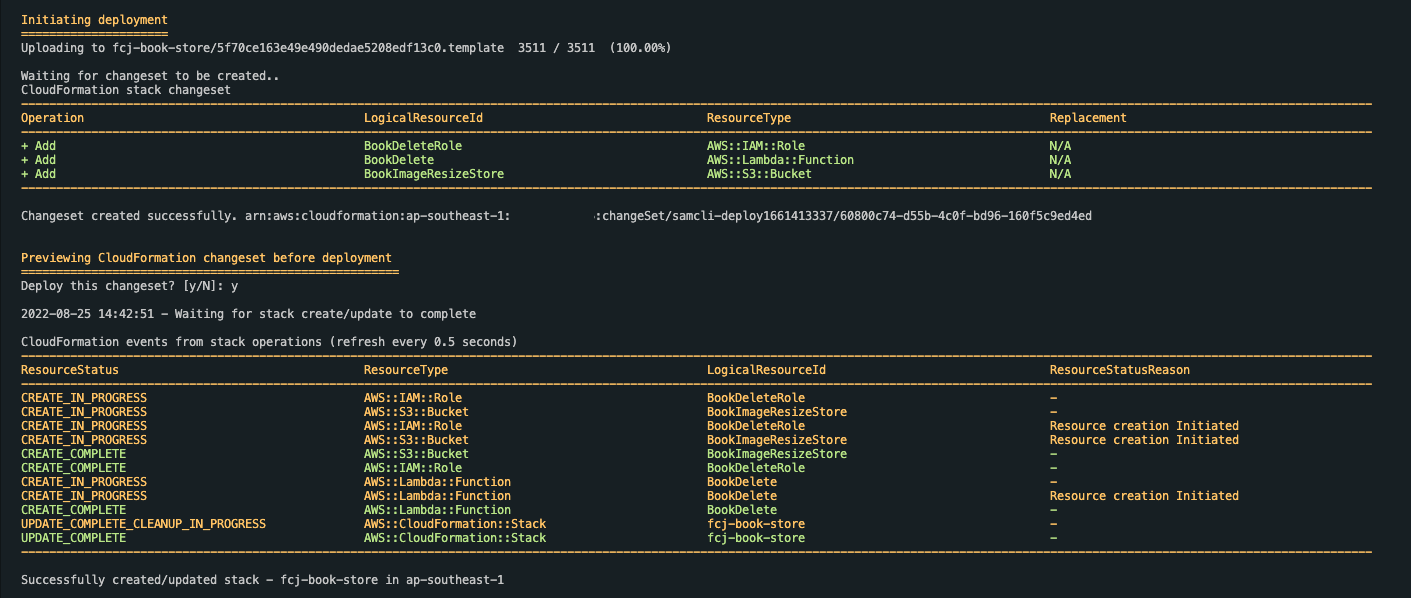 Initiating deployment
=====================
Uploading to fcj-book-store/5f70ce163e49e490dedae5208edf13c0.template  3511 / 3511  (100.00%)
Waiting for changeset to be created..
CloudFormation stack changeset
Operation LogicalResourceId ResourceType Replacement
+ Add BookDeleteRole AWS::IAM::Role N/A
+ Add BookDelete AWS::Lambda::Function N/A
+ Add BookImageResizeStore AWS::S3::Bucket N/A
Changeset created successfully. arn:aws:cloudformation:ap-southeast-1: :changeSet/samcli-deploy1661413337/60800c74-d55b-4c0f-bd96-160f5c9ed4ed
Previewing CloudFormation changeset before deployment
======================================================
Deploy this changeset? [y/N]: y
2022-08-25 14:42:51 - Waiting for stack create/update to complete
CloudFormation events from stack operations (refresh every 0.5 seconds)
ResourceStatus ResourceType LogicalResourceId ResourceStatusReason
CREATE_IN_PROGRESS AWS::IAM::Role BookDeleteRole -
CREATE_IN_PROGRESS AWS::S3::Bucket BookImageResizeStore -
CREATE_IN_PROGRESS AWS::IAM::Role BookDeleteRole Resource creation Initiated
CREATE_IN_PROGRESS AWS::S3::Bucket BookImageResizeStore Resource creation Initiated
CREATE_COMPLETE AWS::S3::Bucket BookImageResizeStore -
CREATE_COMPLETE AWS::IAM::Role BookDeleteRole -
CREATE_IN_PROGRESS AWS::Lambda::Function BookDelete -
CREATE_IN_PROGRESS AWS::Lambda::Function BookDelete Resource creation Initiated
CREATE_COMPLETE AWS::Lambda::Function BookDelete -
UPDATE_COMPLETE_CLEANUP_IN_PROGRESS AWS::CloudFormation::Stack fcj-book-store -
UPDATE_COMPLETE AWS::CloudFormation::Stack fcj-book-store -
Successfully created/updated stack - fcj-book-store in ap-southeast-1